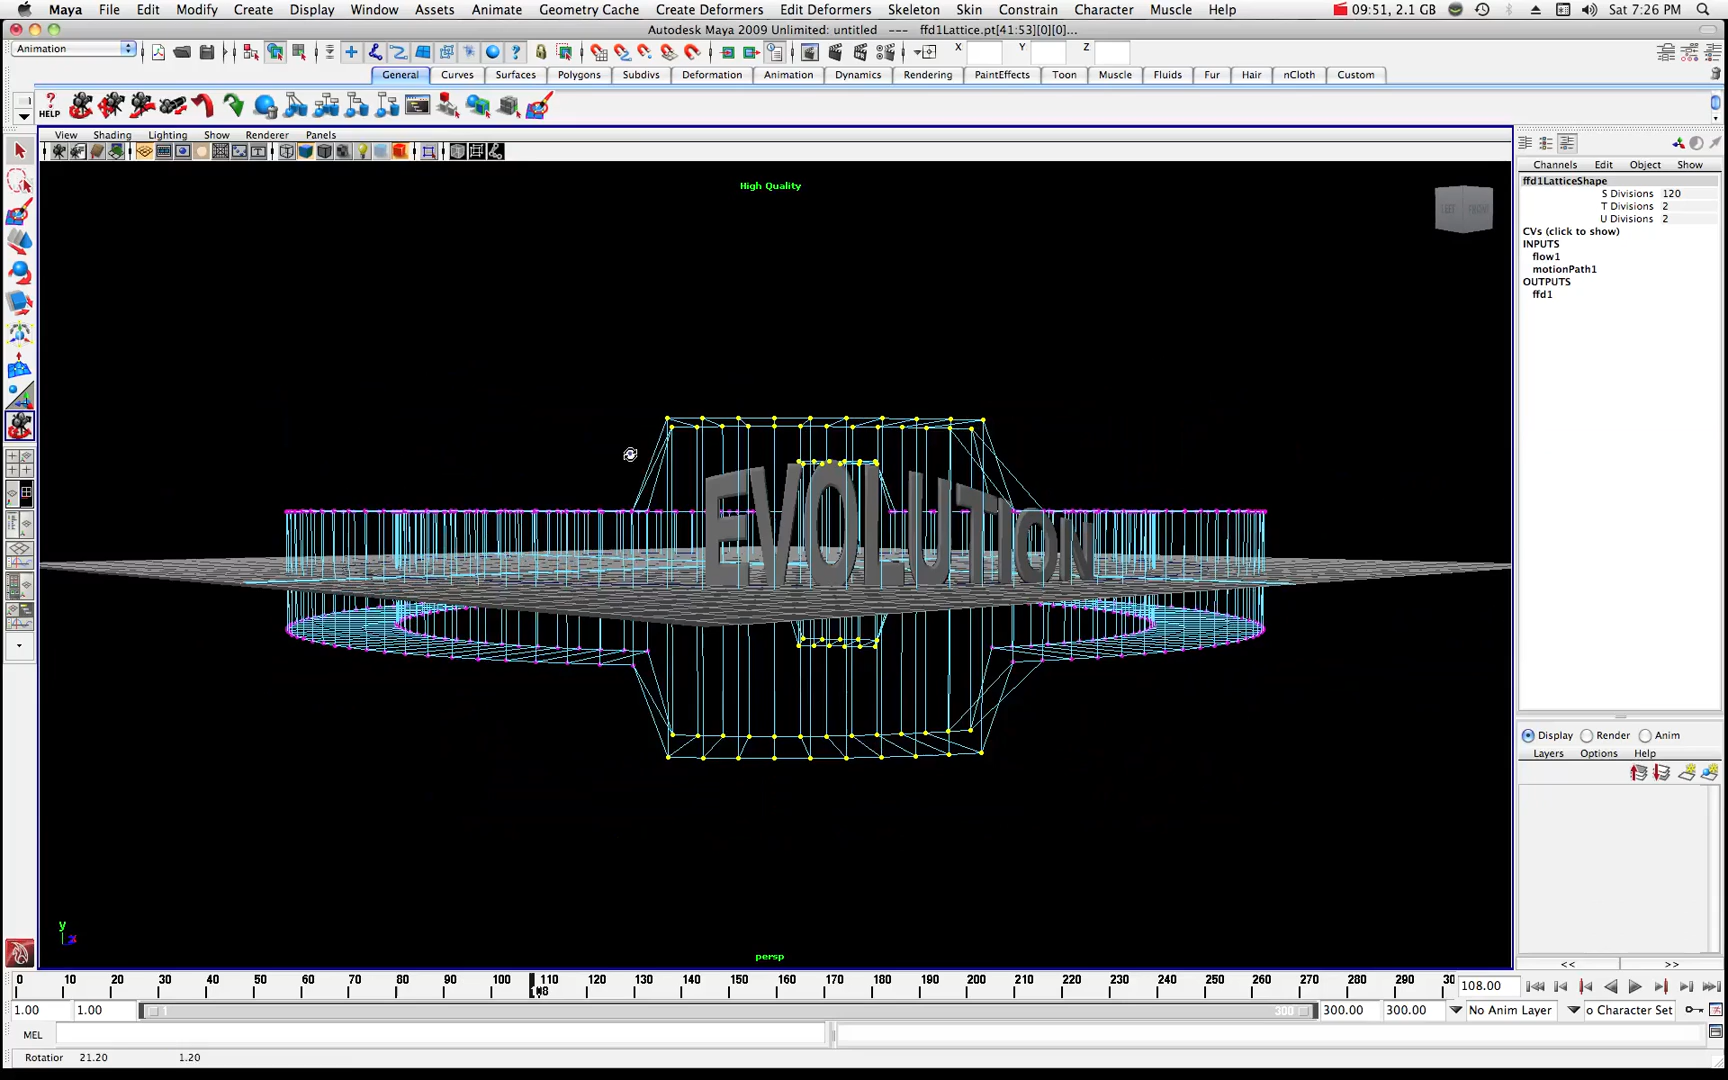 Maya File Edit Modify Create Display Window Assets Animate Geometry Cache Create Deformers Edit Deformers Skeleton Skin Constrain Character Muscle Help 09:51, 2.1 GB Sat 7:26 PM
Autodesk Maya 2009 Unlimited: untitled --- ffd1Lattice.pt[41:53][0][0]...
Animation X Y Z
General Curves Surfaces Polygons Subdivs Deformation Animation Dynamics Rendering PaintEffects Toon Muscle Fluids Fur Hair nCloth Custom
HELP
View Shading Lighting Show Renderer Panels
High Quality
LEFT FRONT
EVOLUTION
y
persp
Channels Edit Object Show
ffd1LatticeShape
S Divisions 120
T Divisions 2
U Divisions 2
CVs (click to show)
INPUTS
flow1
motionPath1
OUTPUTS
ffd1
Display Render Anim
Layers Options Help
<< >>
0 10 20 30 40 50 60 70 80 90 100 110 120 130 140 150 160 170 180 190 200 210 220 230 240 250 260 270 280 290 30 108.00
1.00 1.00 1 300 300.00 300.00 No Anim Layer o Character Set
MEL
Rotatior 21.20 1.20